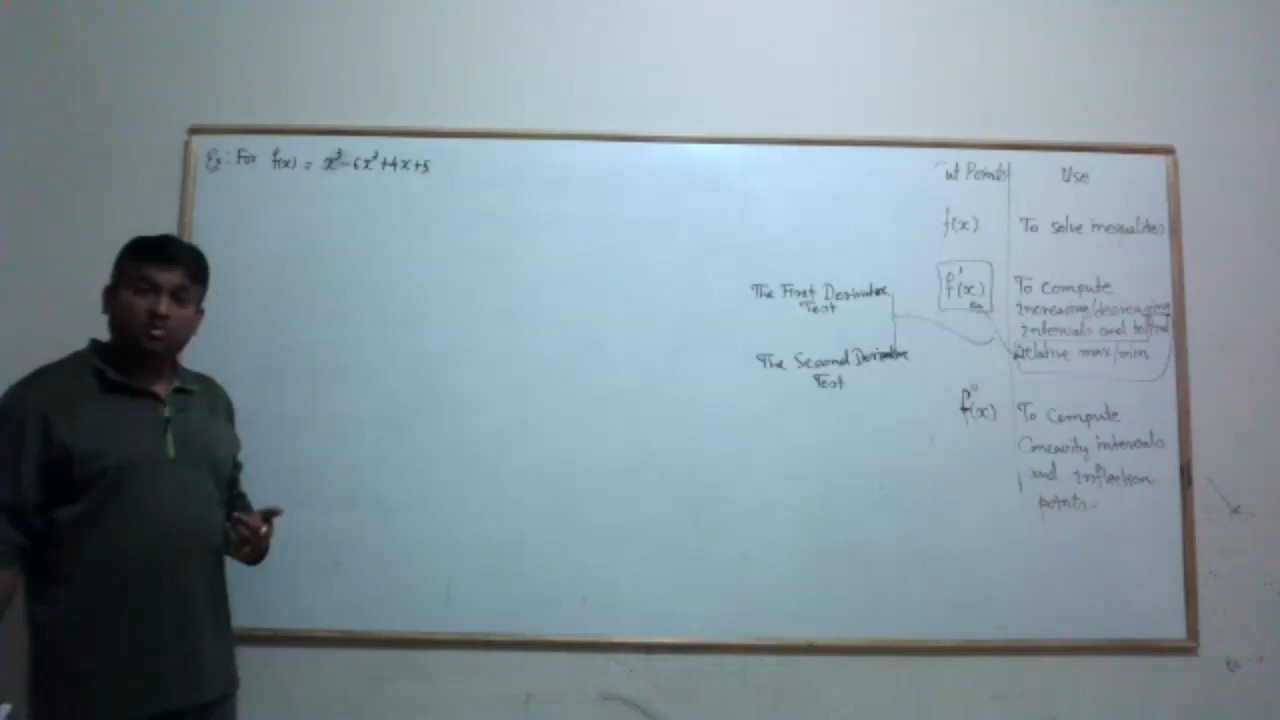 Ex: For f(x) = x³-6x²+4x+5
ut Points Use
f(x) To solve inequalities
The First Derivative
Test
The Second Derivative
Test
f'(x) To Compute
increasing/decreasing
intervals and to find
relative max/min
f''(x) To Compute
Concavity intervals
and inflection
points.